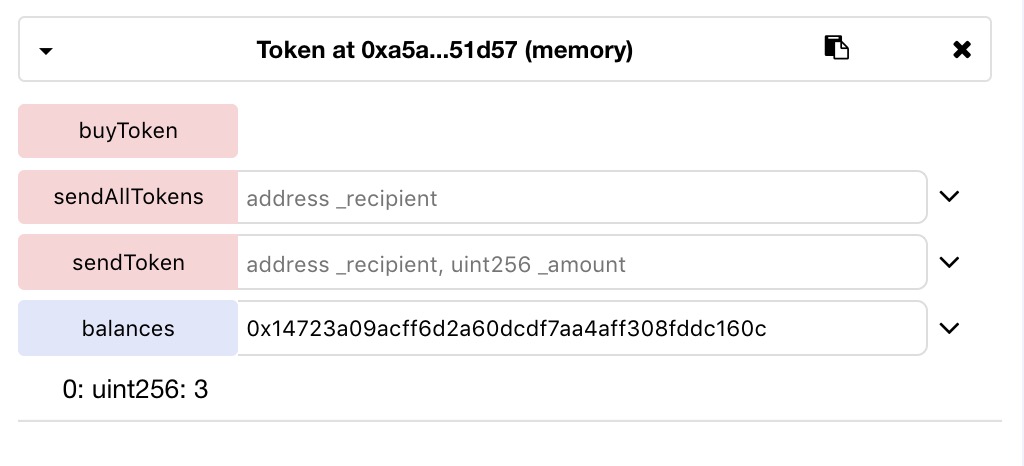 Token at 0xa5a...51d57 (memory)
buyToken
sendAllTokens address _recipient
sendToken address _recipient, uint256 _amount
balances 0x14723a09acff6d2a60dcdf7aa4aff308fddc160c
0: uint256: 3